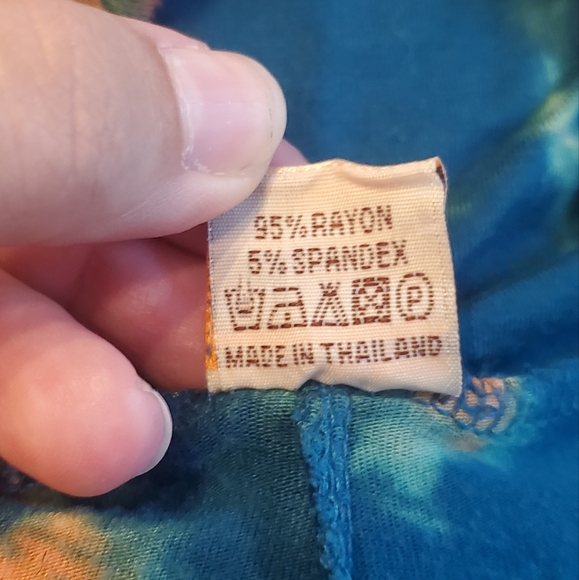 95% RAYON
5% SPANDEX
P
MADE IN THAILAND